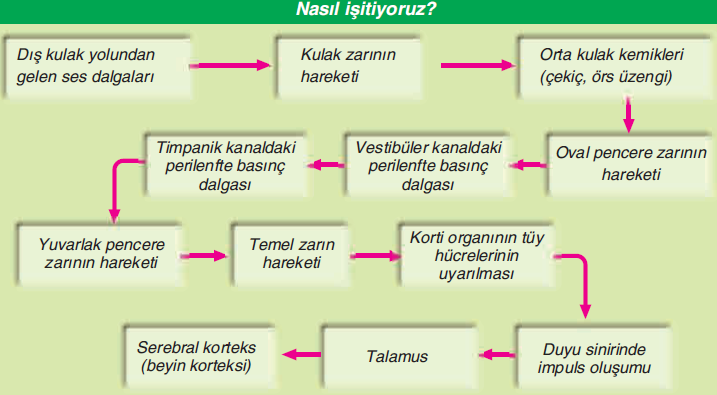 Nasıl işitiyoruz?
Dış kulak yolundan
gelen ses dalgaları
Kulak zarının
hareketi
Orta kulak kemikleri
(çekiç, örs üzengi)
Oval pencere zarının
hareketi
Vestibüler kanaldaki
perilenfte basınç
dalgası
Timpanik kanaldaki
perilenfte basınç
dalgası
Yuvarlak pencere
zarının hareketi
Temel zarın
hareketi
Korti organının tüy
hücrelerinin
uyarılması
Duyu sinirinde
impuls oluşumu
Talamus
Serebral korteks
(beyin korteksi)